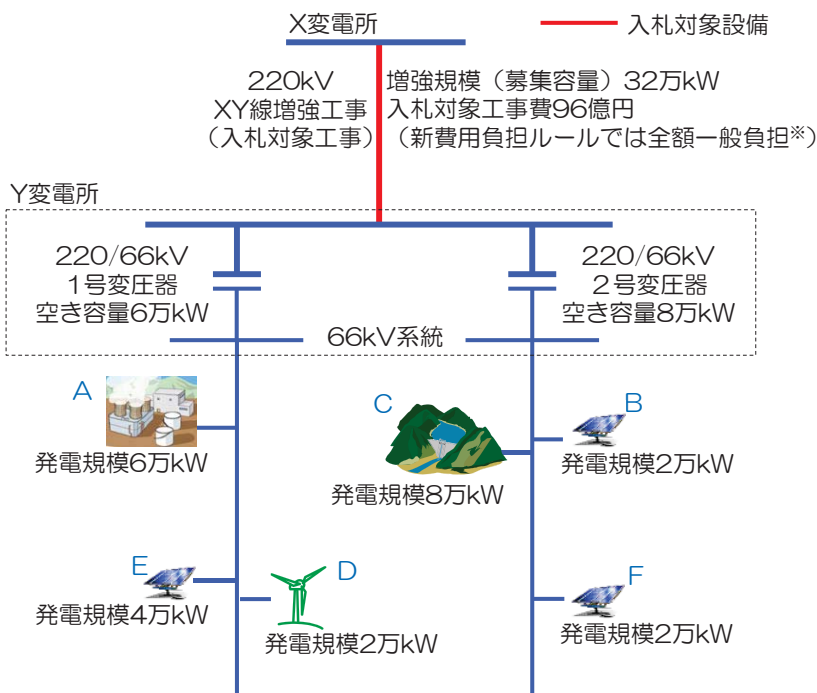 X変電所
入札対象設備
220kV
XY線増強工事
（入札対象工事）
増強規模（募集容量）32万kW
入札対象工事費96億円
（新費用負担ルールでは全額一般負担※）
Y変電所
220/66kV
1号変圧器
空き容量6万kW
220/66kV
2号変圧器
空き容量8万kW
66kV系統
A
発電規模6万kW
C
発電規模8万kW
B
発電規模2万kW
E
発電規模4万kW
D
発電規模2万kW
F
発電規模2万kW